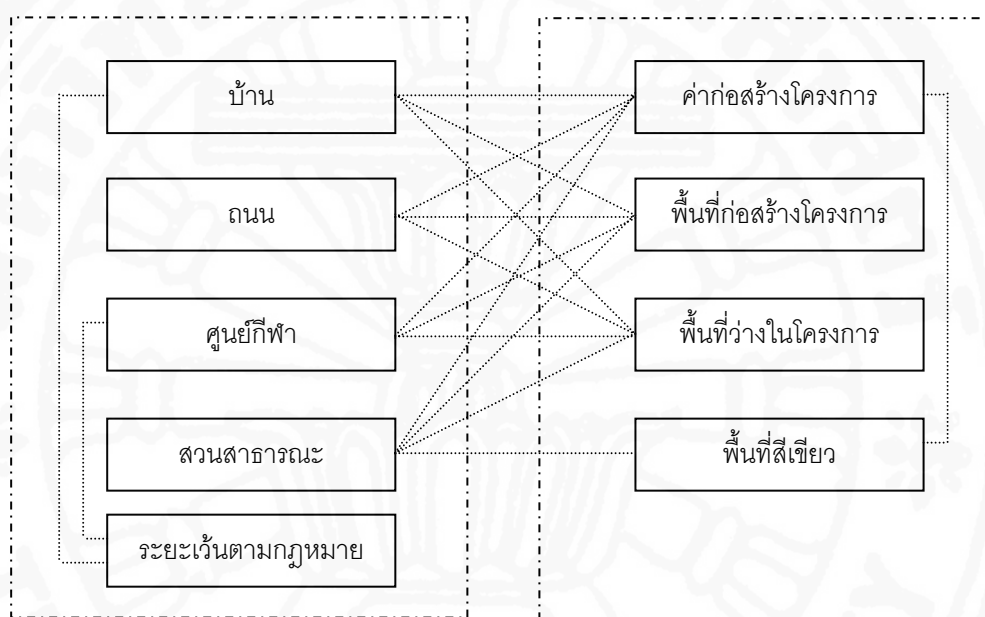 บ้าน
ถนน
ศูนย์กีฬา
สวนสาธารณะ
ระยะเว้นตามกฎหมาย
ค่าก่อสร้างโครงการ
พื้นที่ก่อสร้างโครงการ
พื้นที่ว่างในโครงการ
พื้นที่สีเขียว